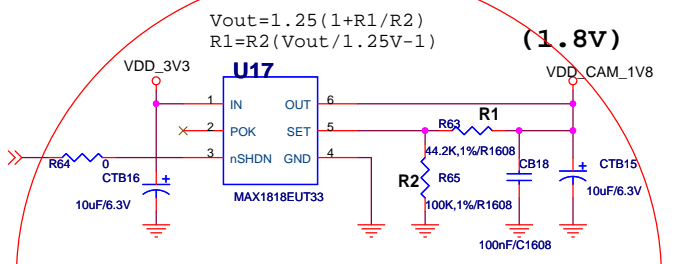 Vout=1.25(1+R1/R2)
R1=R2(Vout/1.25V-1)
(1.8V)
VDD_3V3
U17
VDD_CAM_1V8
1 IN OUT 6
2 POK SET 5
3 nSHDN GND 4
R63
R1
R64 0
44.2K,1%/R1608
CB18
CTB15
CTB16
R2
R65
10uF/6.3V
10uF/6.3V
MAX1818EUT33
100K,1%/R1608
100nF/C1608